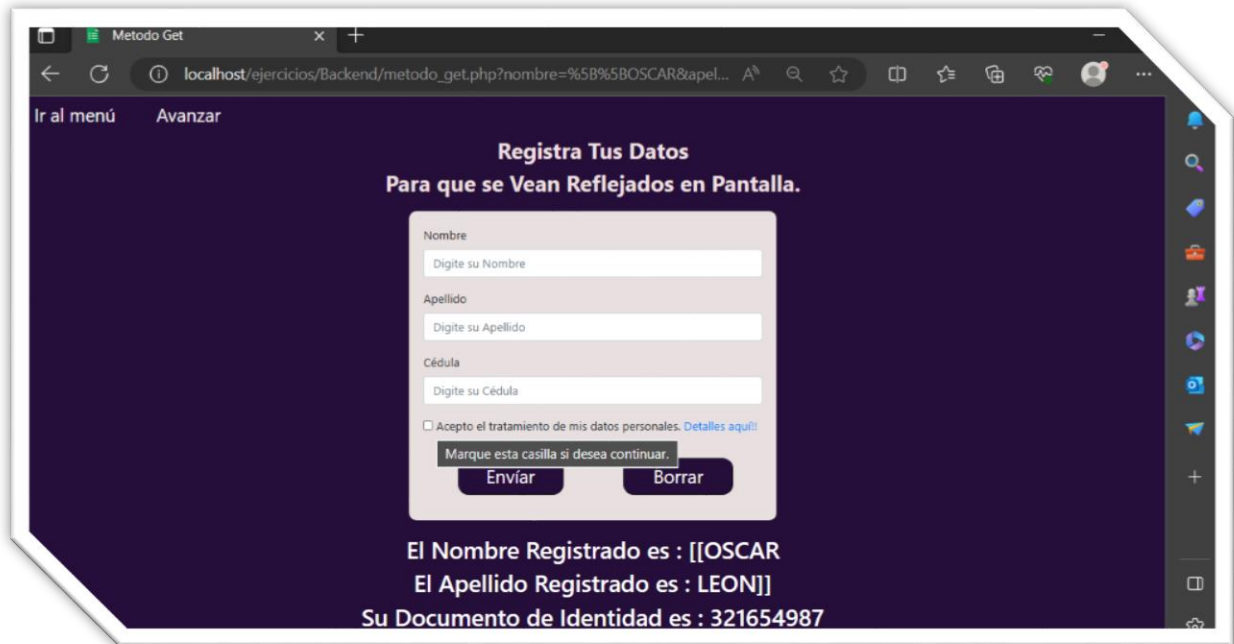 Metodo Get
localhost/ejercicios/Backend/metodo_get.php?nombre=%5B%5BOSCAR&apel...
Ir al menú Avanzar
Registra Tus Datos
Para que se Vean Reflejados en Pantalla.
Nombre
Digite su Nombre
Apellido
Digite su Apellido
Cédula
Digite su Cédula
Acepto el tratamiento de mis datos personales. Detalles aquí!!
Marque esta casilla si desea continuar.
Envíar Borrar
El Nombre Registrado es : [[OSCAR
El Apellido Registrado es : LEON]]
Su Documento de Identidad es : 321654987